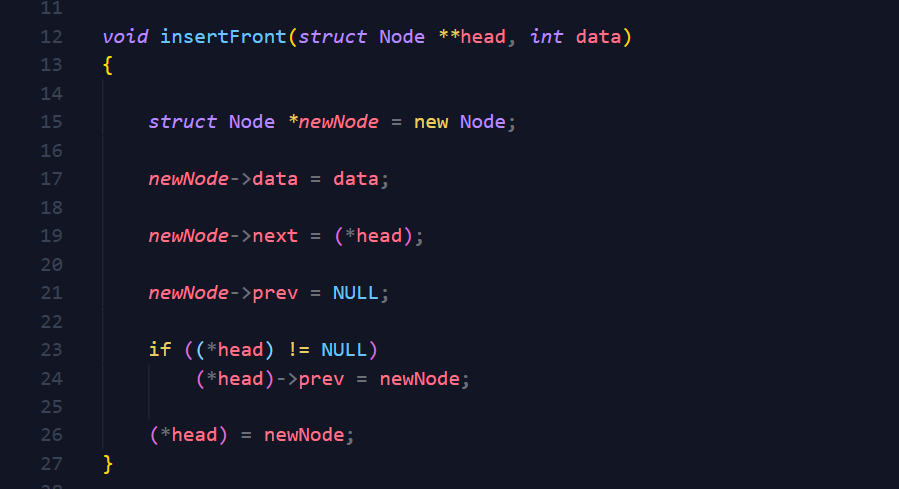 11
12 void insertFront(struct Node **head, int data)
13 {
14
15 struct Node *newNode = new Node;
16
17 newNode->data = data;
18
19 newNode->next = (*head);
20
21 newNode->prev = NULL;
22
23 if ((*head) != NULL)
24 (*head)->prev = newNode;
25
26 (*head) = newNode;
27 }